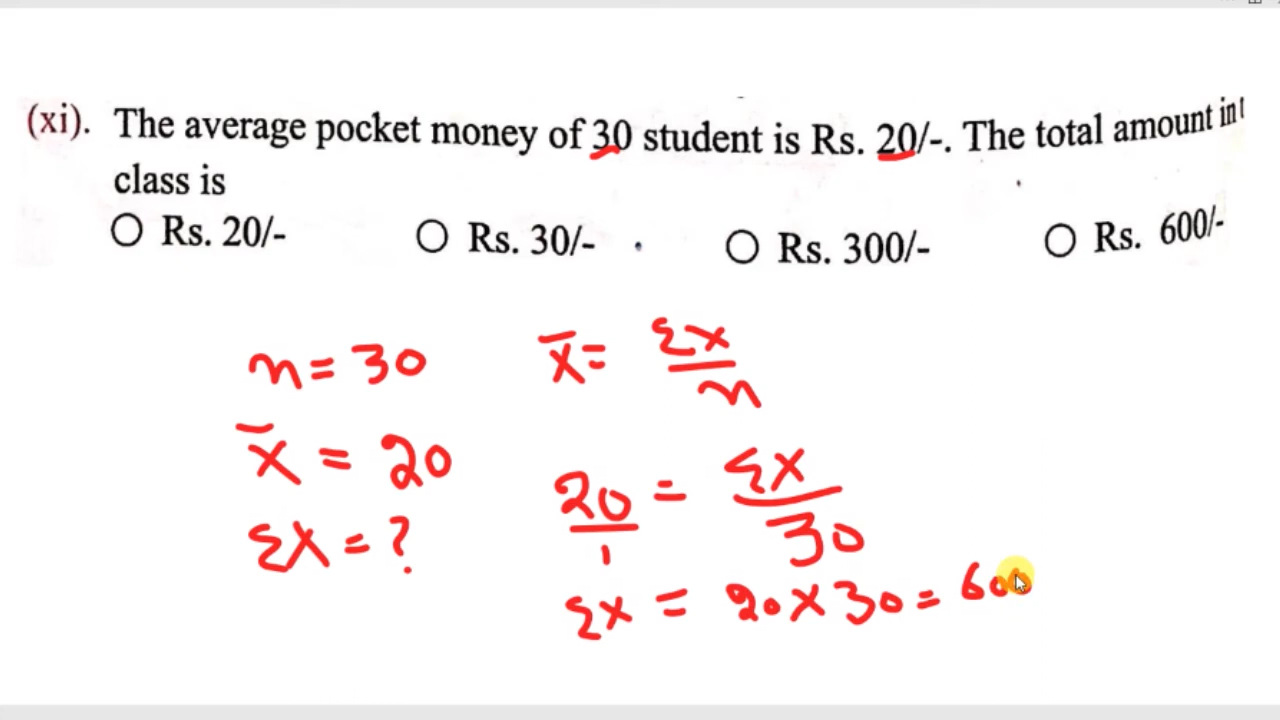 (xi). The average pocket money of 30 student is Rs. 20/-. The total amount in t
class is
Rs. 20/- Rs. 30/- Rs. 300/- Rs. 600/-
n = 30
x̄ = Σx/n
x̄ = 20
Σx = ?
20/1 = Σx/30
Σx = 20 × 30 = 600